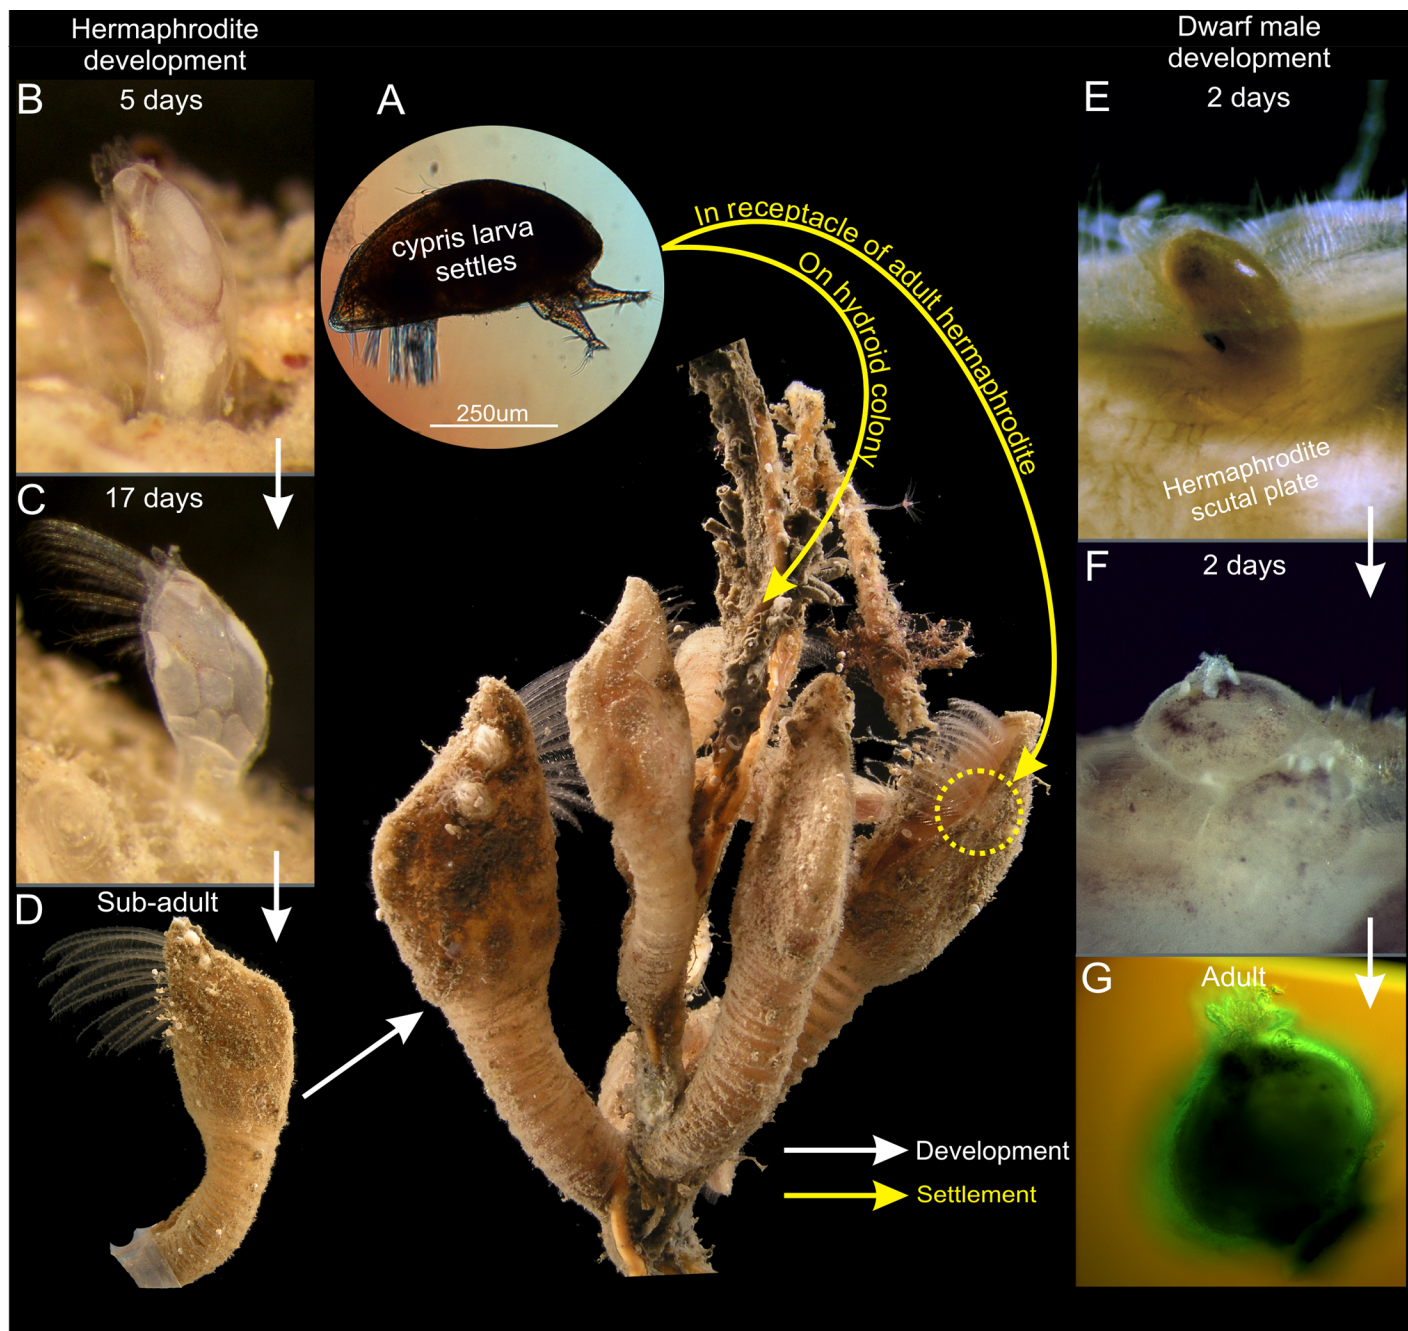 Hermaphrodite
development
B
5 days
C
17 days
D
Sub-adult
A
cypris larva
settles
250um
In receptacle of adult hermaphrodite
On hydroid colony
Development
Settlement
Dwarf male
development
E
2 days
Hermaphrodite
scutal plate
F
2 days
G
Adult